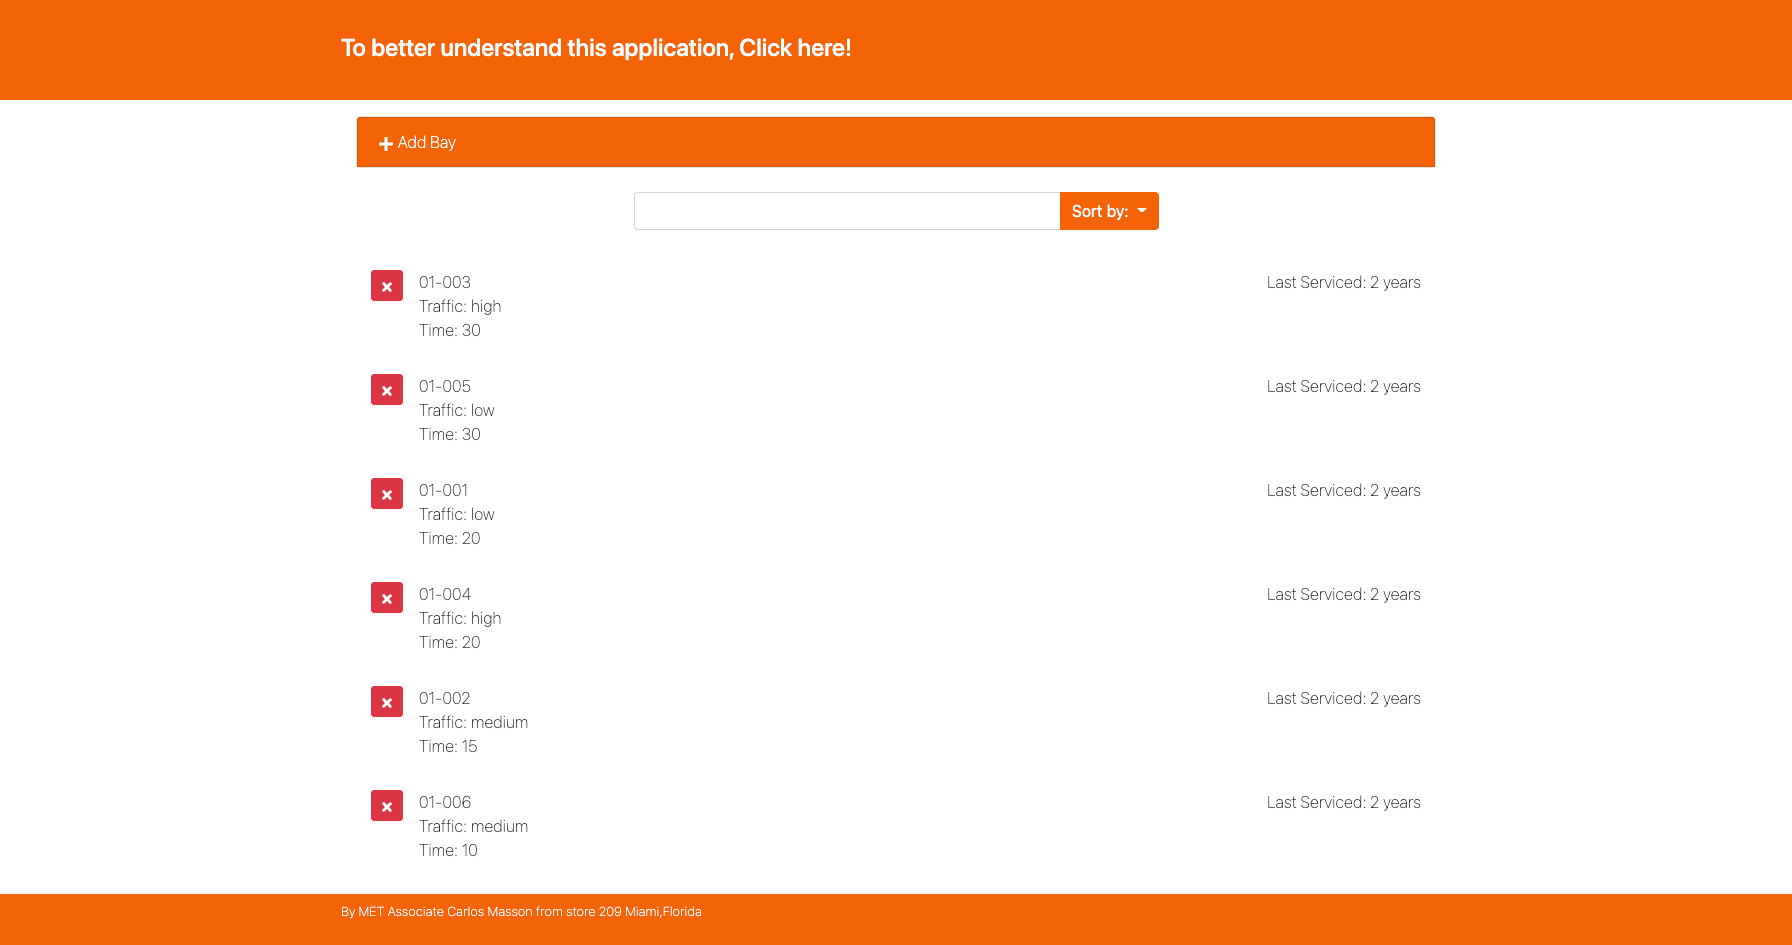 To better understand this application, Click here!
Add Bay
Sort by:
01-003
Last Serviced: 2 years
Traffic: high
Time: 30
01-005
Last Serviced: 2 years
Traffic: low
Time: 30
01-001
Last Serviced: 2 years
Traffic: low
Time: 20
01-004
Last Serviced: 2 years
Traffic: high
Time: 20
01-002
Last Serviced: 2 years
Traffic: medium
Time: 15
01-006
Last Serviced: 2 years
Traffic: medium
Time: 10
By MET Associate Carlos Masson from store 209 Miami,Florida